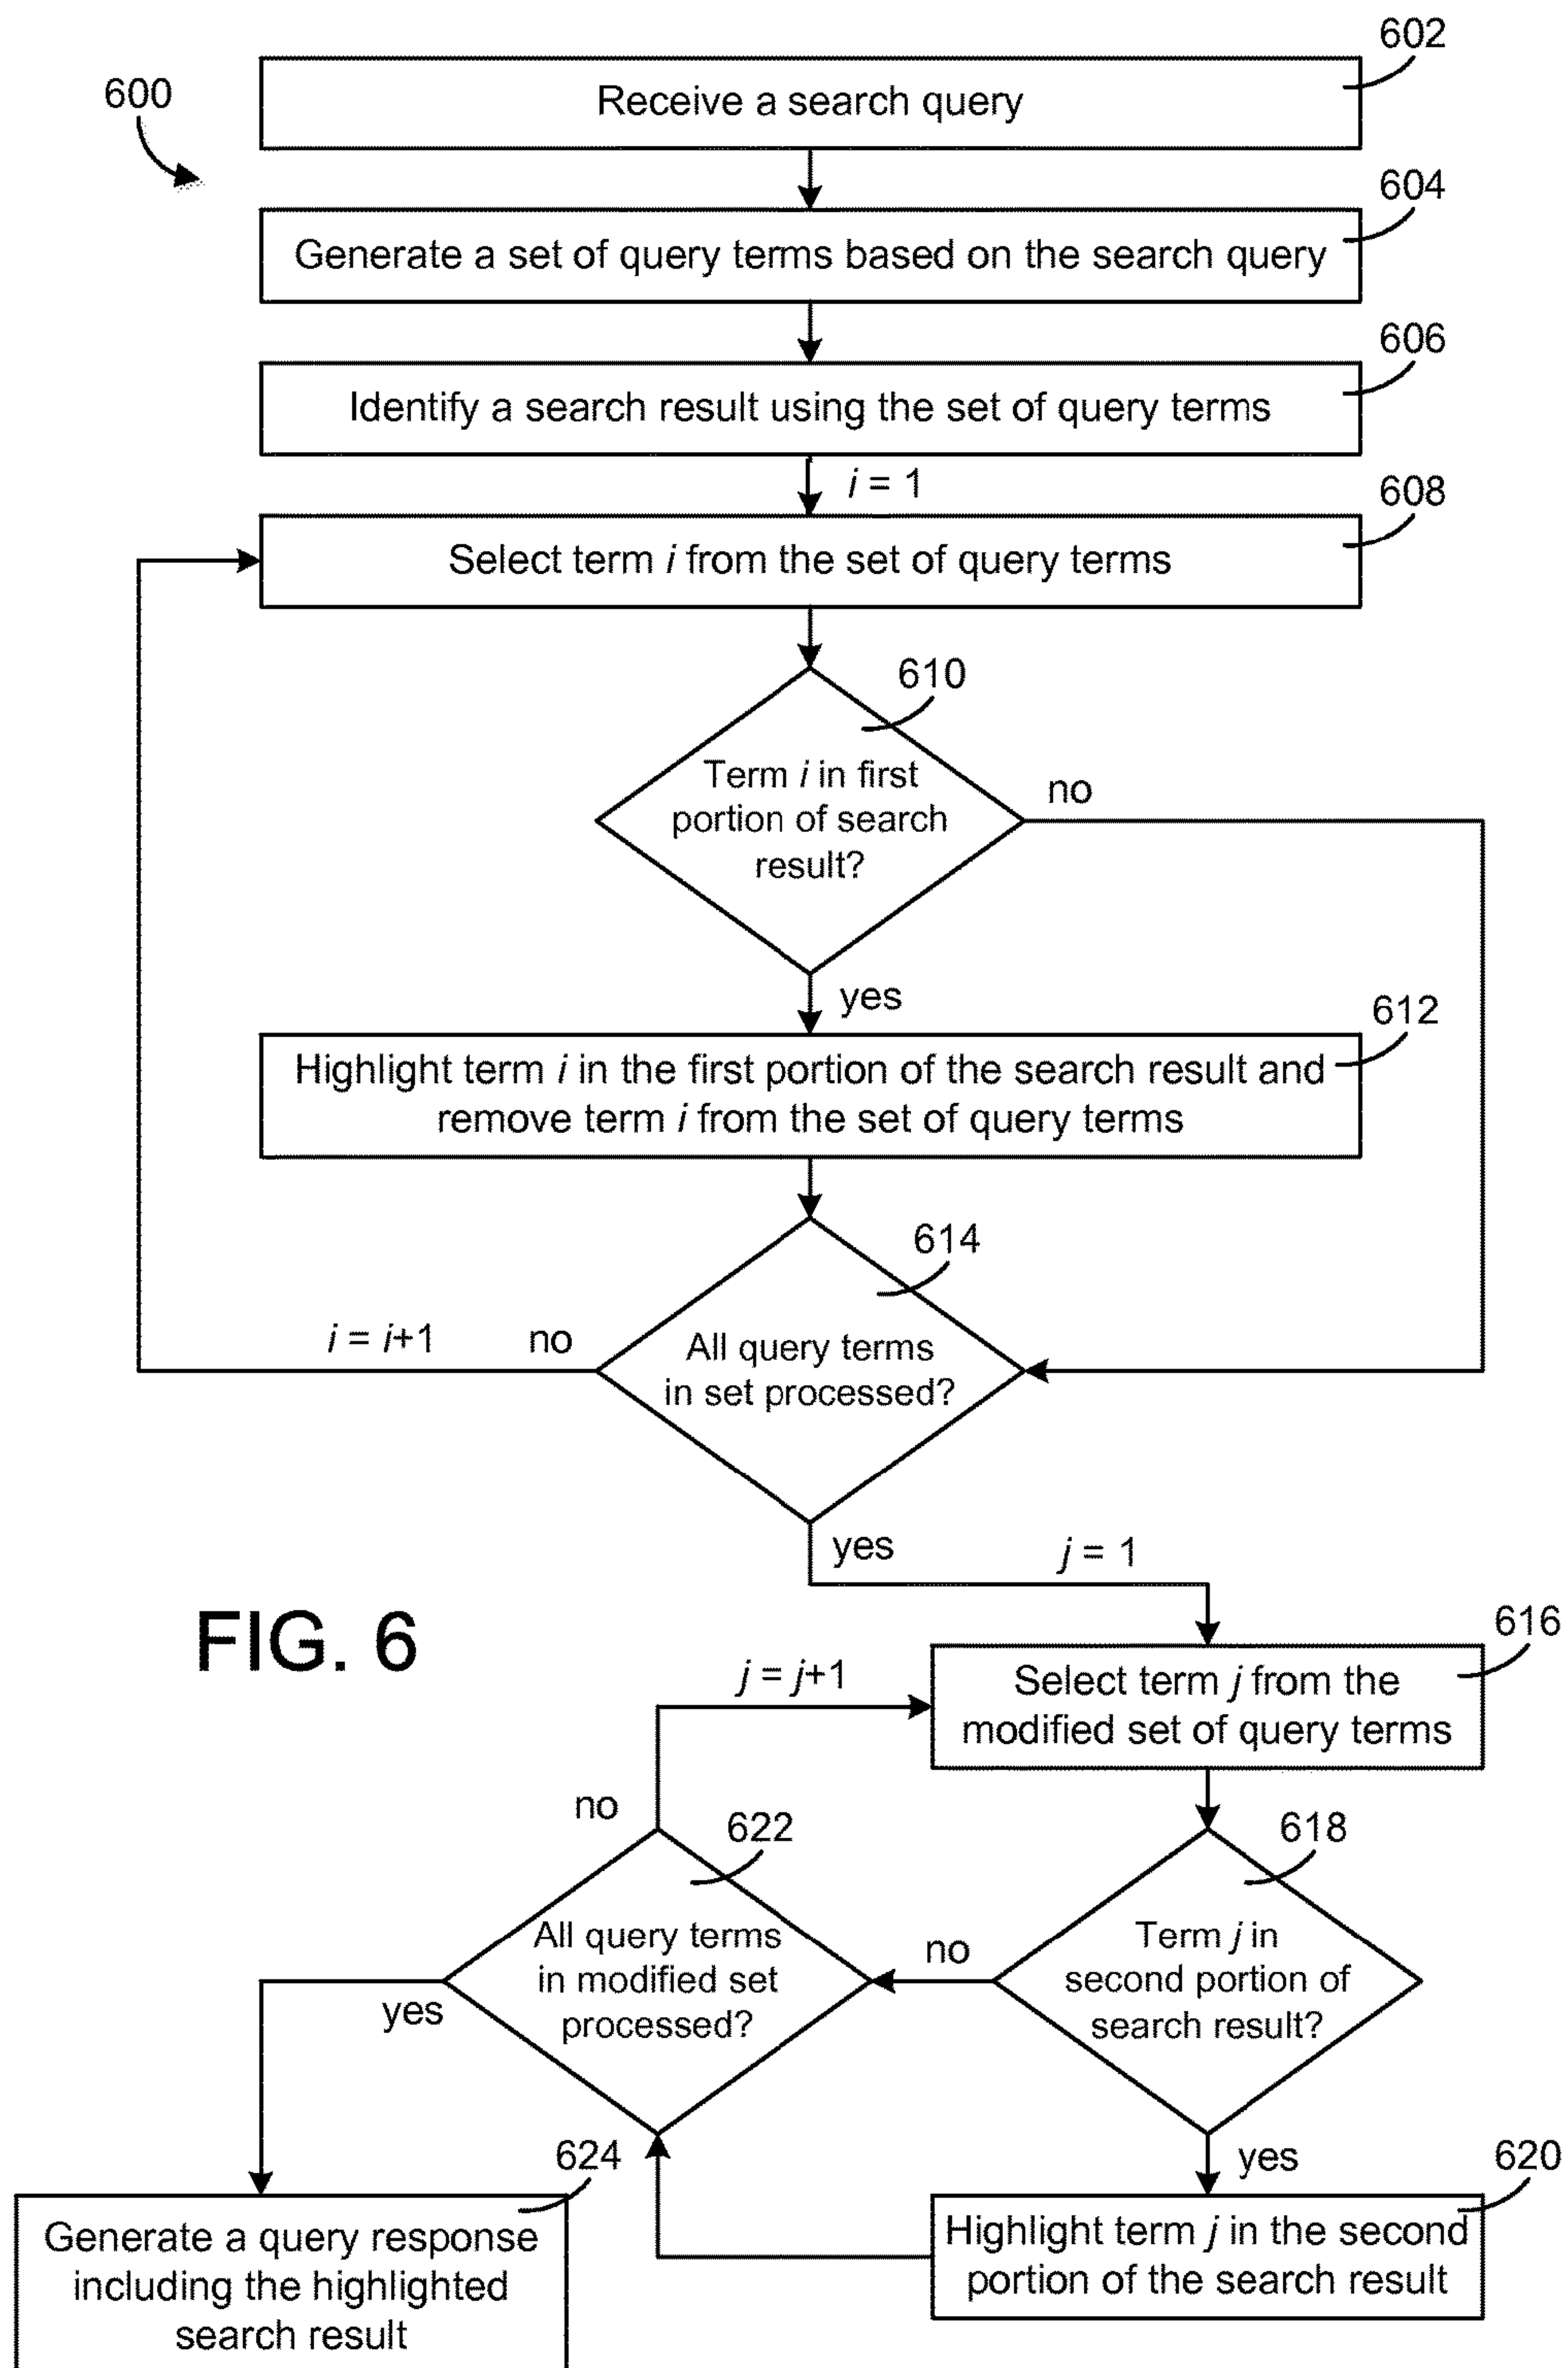 602
600
Receive a search query
604
Generate a set of query terms based on the search query
606
Identify a search result using the set of query terms
i = 1
608
Select term i from the set of query terms
610
Term i in first
portion of search
result?
no
yes
612
Highlight term i in the first portion of the search result and
remove term i from the set of query terms
614
All query terms
in set processed?
i = i+1
no
yes
j = 1
FIG. 6
616
Select term j from the
modified set of query terms
j = j+1
no
622
618
All query terms
in modified set
processed?
no
Term j in
second portion of
search result?
yes
yes
624
620
Generate a query response
including the highlighted
search result
Highlight term j in the second
portion of the search result